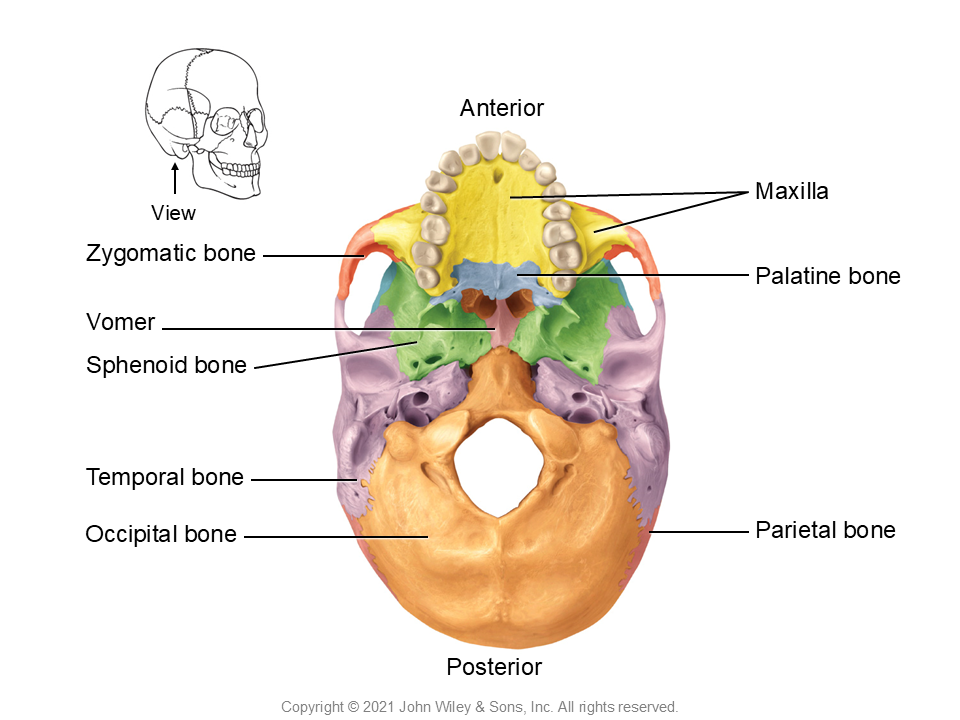 Anterior
Maxilla
View
Zygomatic bone
Palatine bone
Vomer
Sphenoid bone
Temporal bone
Occipital bone
Parietal bone
Posterior
Copyright © 2021 John Wiley & Sons, Inc. All rights reserved.